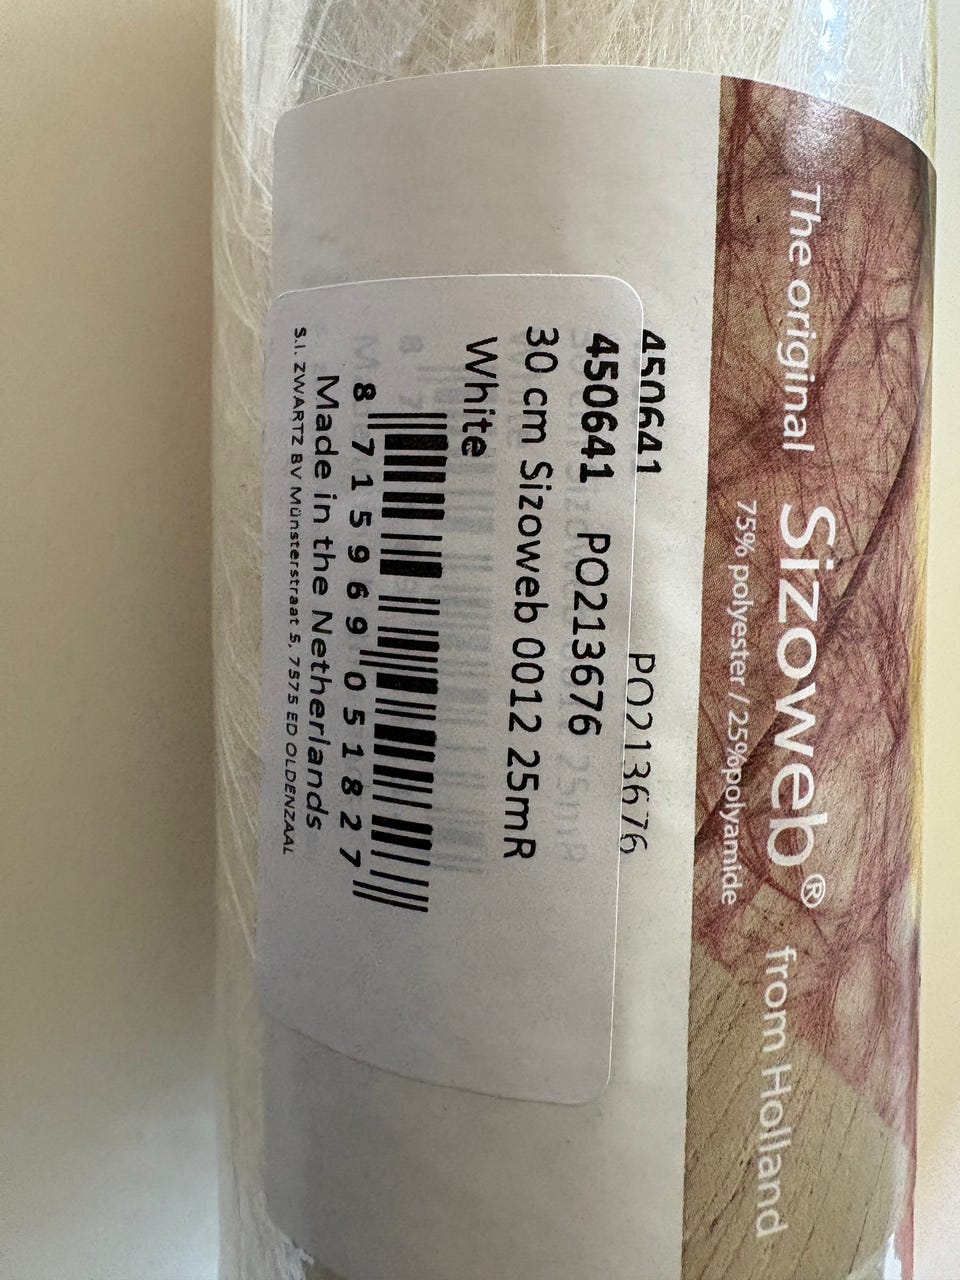 The original Sizoweb® from Holland
75% polyester / 25%polyamide
450641 PO213676
450641 PO213676
30 cm Sizoweb 0012 25mR
White
8 715969 051827
Made in the Netherlands
S.I. ZWARTZ BV Münsterstraat 5, 7575 ED OLDENZAAL